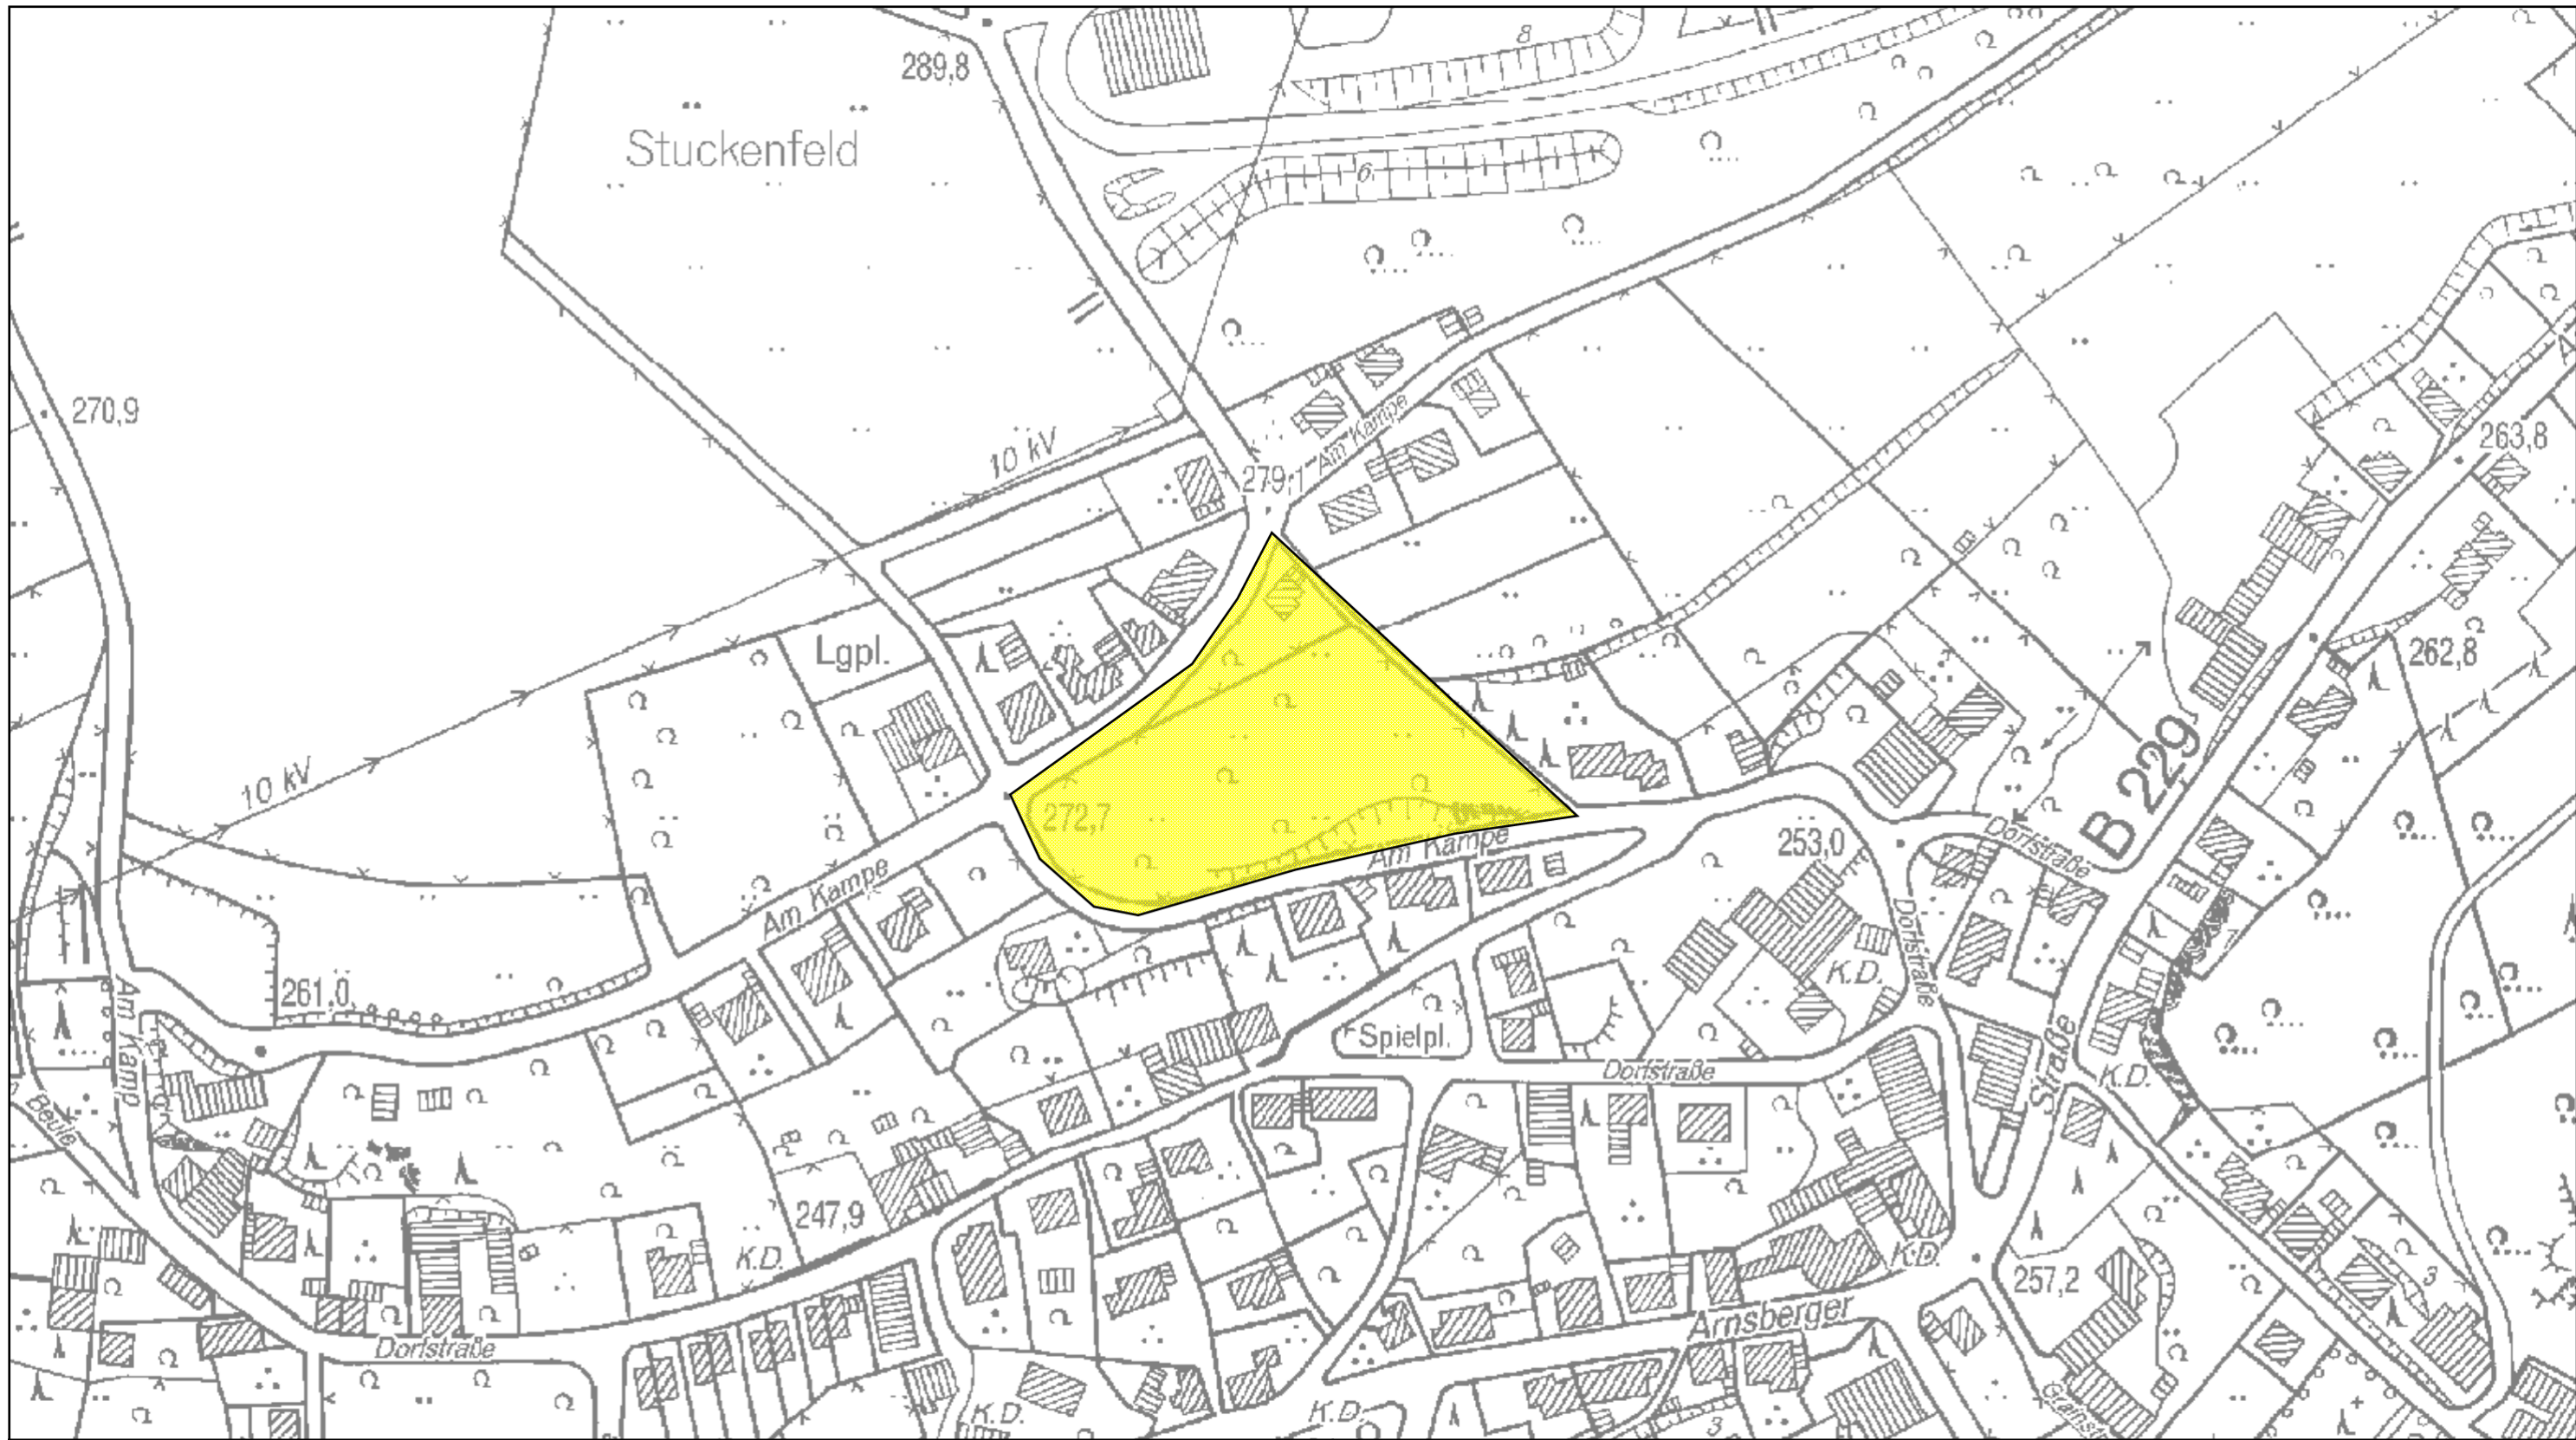 8
289,8
Stuckenfeld
6
270,9
10 kV
Am Kampe
263,8
279,1
Lgpl.
262,8
10 kV
B 229
272,7
Am Kampe
253,0
Dorfstraße
Am Kampe
Dorfstraße
K.D.
261,0
Am Kamp
Spielpl.
Straße
Dorfstraße
K.D.
Beule
247,9
K.D.
K.D.
257,2
3
Arnsberger
Dorfstraße
K.D.
K.D.
3